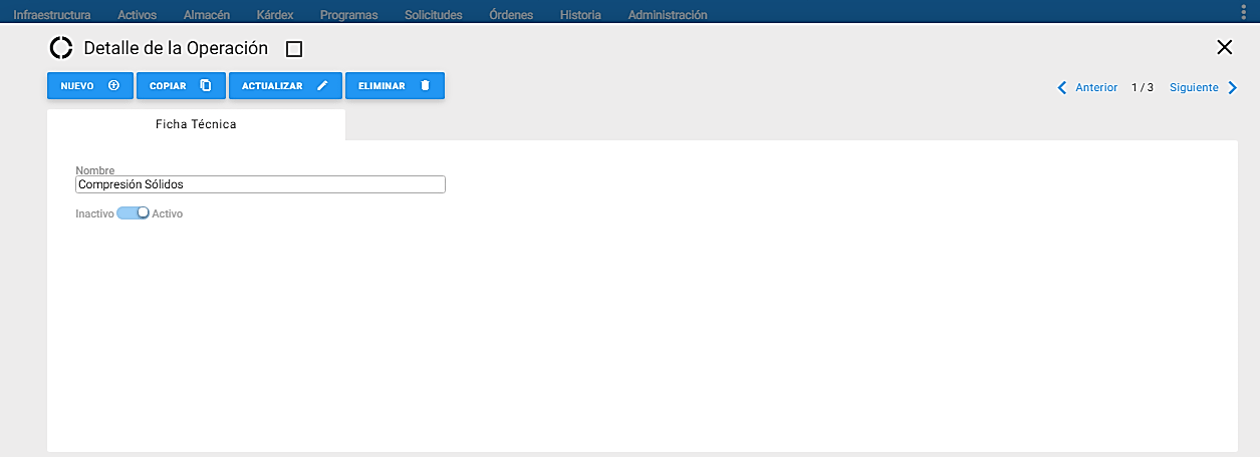 Infraestructura Activos Almacén Kárdex Programas Solicitudes Órdenes Historia Administración
Detalle de la Operación
NUEVO COPIAR ACTUALIZAR ELIMINAR Anterior 1 / 3 Siguiente
Ficha Técnica
Nombre
Compresión Sólidos
Inactivo Activo